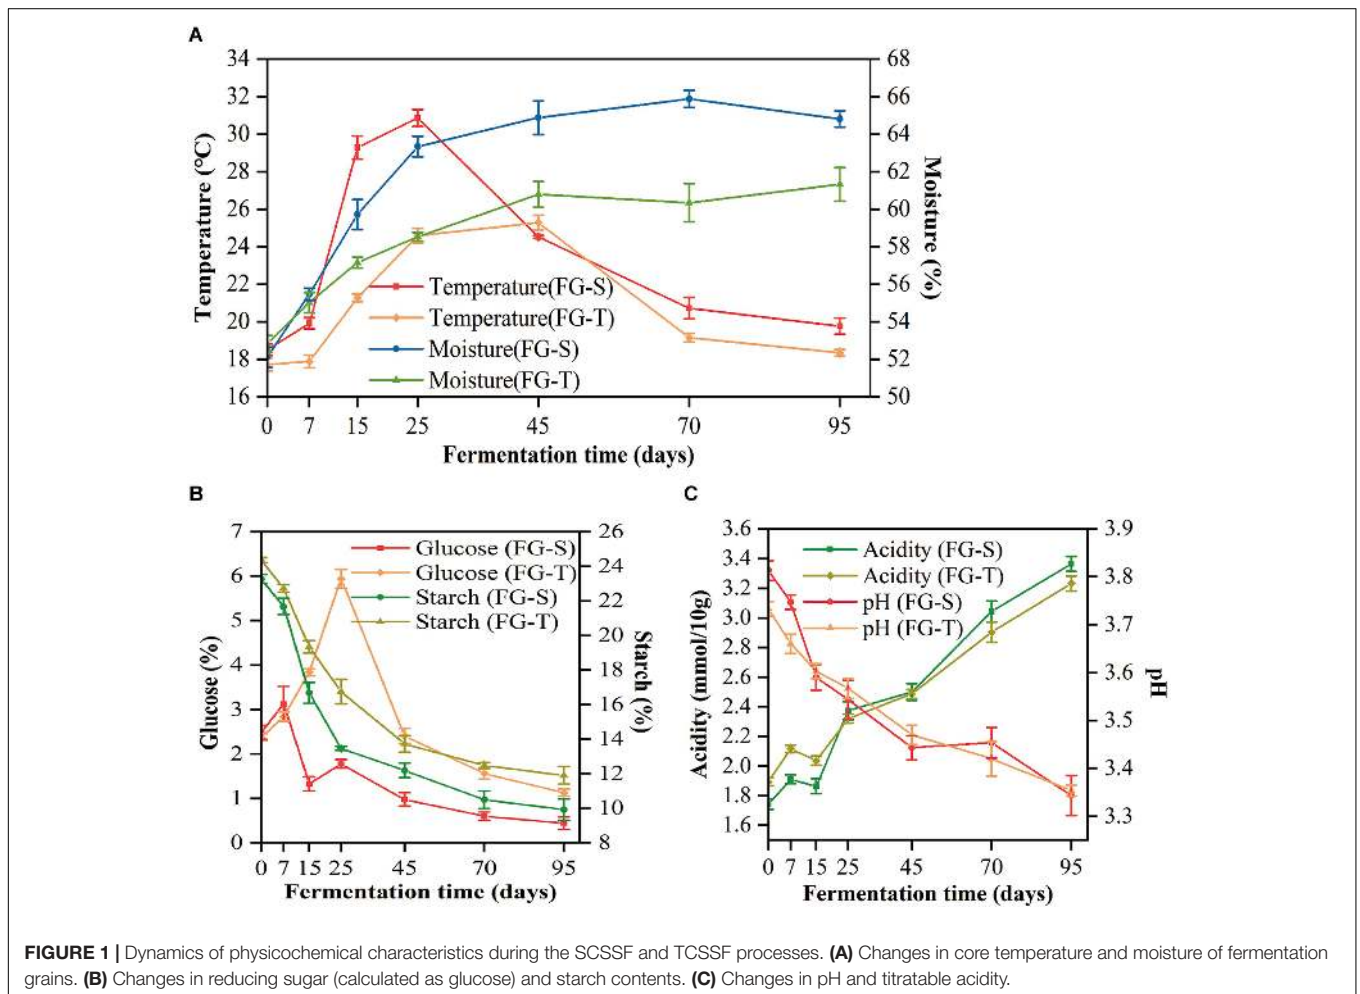 A
34
32
30
28
26
24
22
20
18
16
Temperature (°C)
68
66
64
62
60
58
56
54
52
50
Moisture (%)
Temperature(FG-S)
Temperature(FG-T)
Moisture(FG-S)
Moisture(FG-T)
0 7 15 25 45 70 95
Fermentation time (days)
B
7
6
5
4
3
2
1
0
Glucose (%)
26
24
22
20
18
16
14
12
10
8
Starch (%)
Glucose (FG-S)
Glucose (FG-T)
Starch (FG-S)
Starch (FG-T)
0 7 15 25 45 70 95
Fermentation time (days)
C
3.6
3.4
3.2
3.0
2.8
2.6
2.4
2.2
2.0
1.8
1.6
Acidity (mmol/10g)
3.9
3.8
3.7
3.6
3.5
3.4
3.3
pH
Acidity (FG-S)
Acidity (FG-T)
pH (FG-S)
pH (FG-T)
0 7 15 25 45 70 95
Fermentation time (days)
FIGURE 1 | Dynamics of physicochemical characteristics during the SCSSF and TCSSF processes. (A) Changes in core temperature and moisture of fermentation
grains. (B) Changes in reducing sugar (calculated as glucose) and starch contents. (C) Changes in pH and titratable acidity.